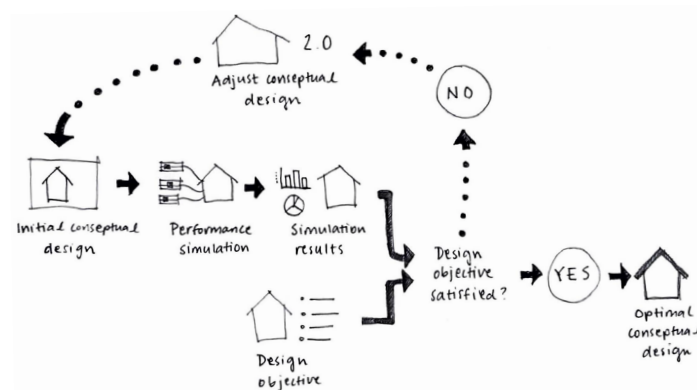 2.0
Adjust conseptual
design
NO
Initial conseptual
design
Performance
simulation
Simulation
results
Design
objective
satisfied?
YES
Optimal
conseptual
design
Design
objective